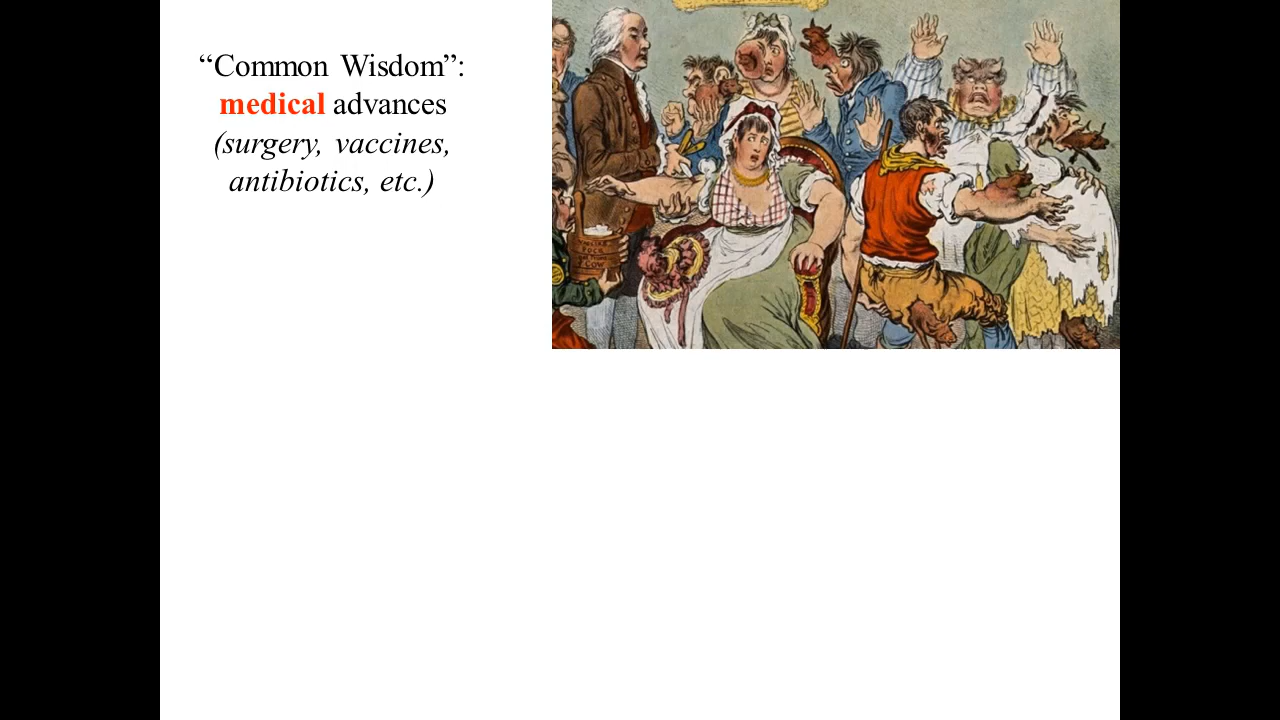 “Common Wisdom”:
medical advances
(surgery, vaccines,
antibiotics, etc.)